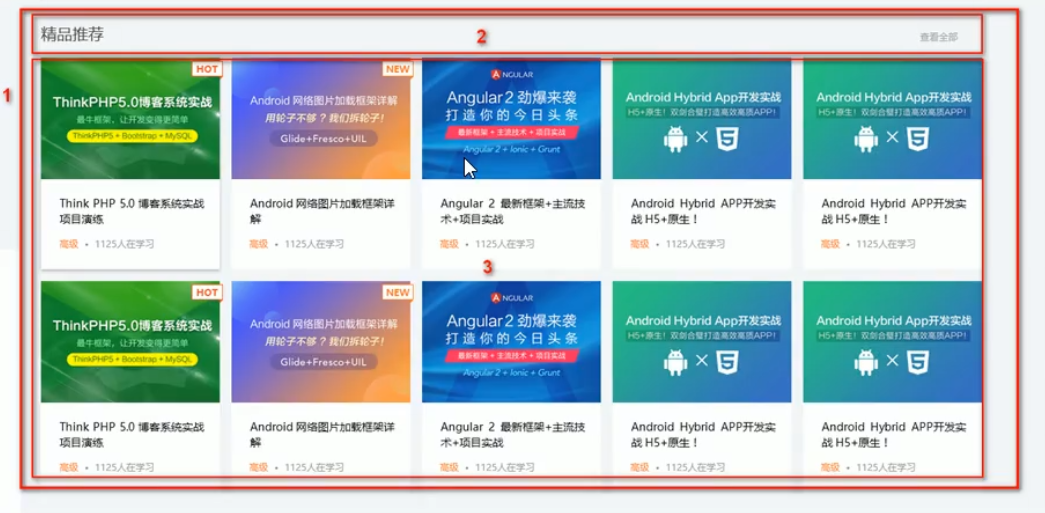 精品推荐
2
查看全部
1
HOT
ThinkPHP5.0博客系统实战
最牛框架，让开发变得更简单
ThinkPHP5 + Bootstrap + MySQL
NEW
Android 网络图片加载框架详解
用轮子不够？我们拆轮子！
Glide+Fresco+UIL
ANGULAR
Angular2 劲爆来袭
打造你的今日头条
最新框架 + 主流技术 + 项目实战
Angular 2 + Ionic + Grunt
Android Hybrid App开发实战
H5+原生！双剑合璧打造高效高质APP！
Android Hybrid App开发实战
H5+原生！双剑合璧打造高效高质APP！
Think PHP 5.0 博客系统实战
项目演练
高级 • 1125人在学习
Android 网络图片加载框架详
解
高级 • 1125人在学习
Angular 2 最新框架+主流技
术+项目实战
高级 • 1125人在学习
Android Hybrid APP开发实
战 H5+原生！
高级 • 1125人在学习
Android Hybrid APP开发实
战 H5+原生！
高级 • 1125人在学习
3
HOT
ThinkPHP5.0博客系统实战
最牛框架，让开发变得更简单
ThinkPHP5 + Bootstrap + MySQL
NEW
Android 网络图片加载框架详解
用轮子不够？我们拆轮子！
Glide+Fresco+UIL
ANGULAR
Angular2 劲爆来袭
打造你的今日头条
最新框架 + 主流技术 + 项目实战
Angular 2 + Ionic + Grunt
Android Hybrid App开发实战
H5+原生！双剑合璧打造高效高质APP！
Android Hybrid App开发实战
H5+原生！双剑合璧打造高效高质APP！
Think PHP 5.0 博客系统实战
项目演练
高级 • 1125人在学习
Android 网络图片加载框架详
解
高级 • 1125人在学习
Angular 2 最新框架+主流技
术+项目实战
高级 • 1125人在学习
Android Hybrid APP开发实
战 H5+原生！
高级 • 1125人在学习
Android Hybrid APP开发实
战 H5+原生！
高级 • 1125人在学习